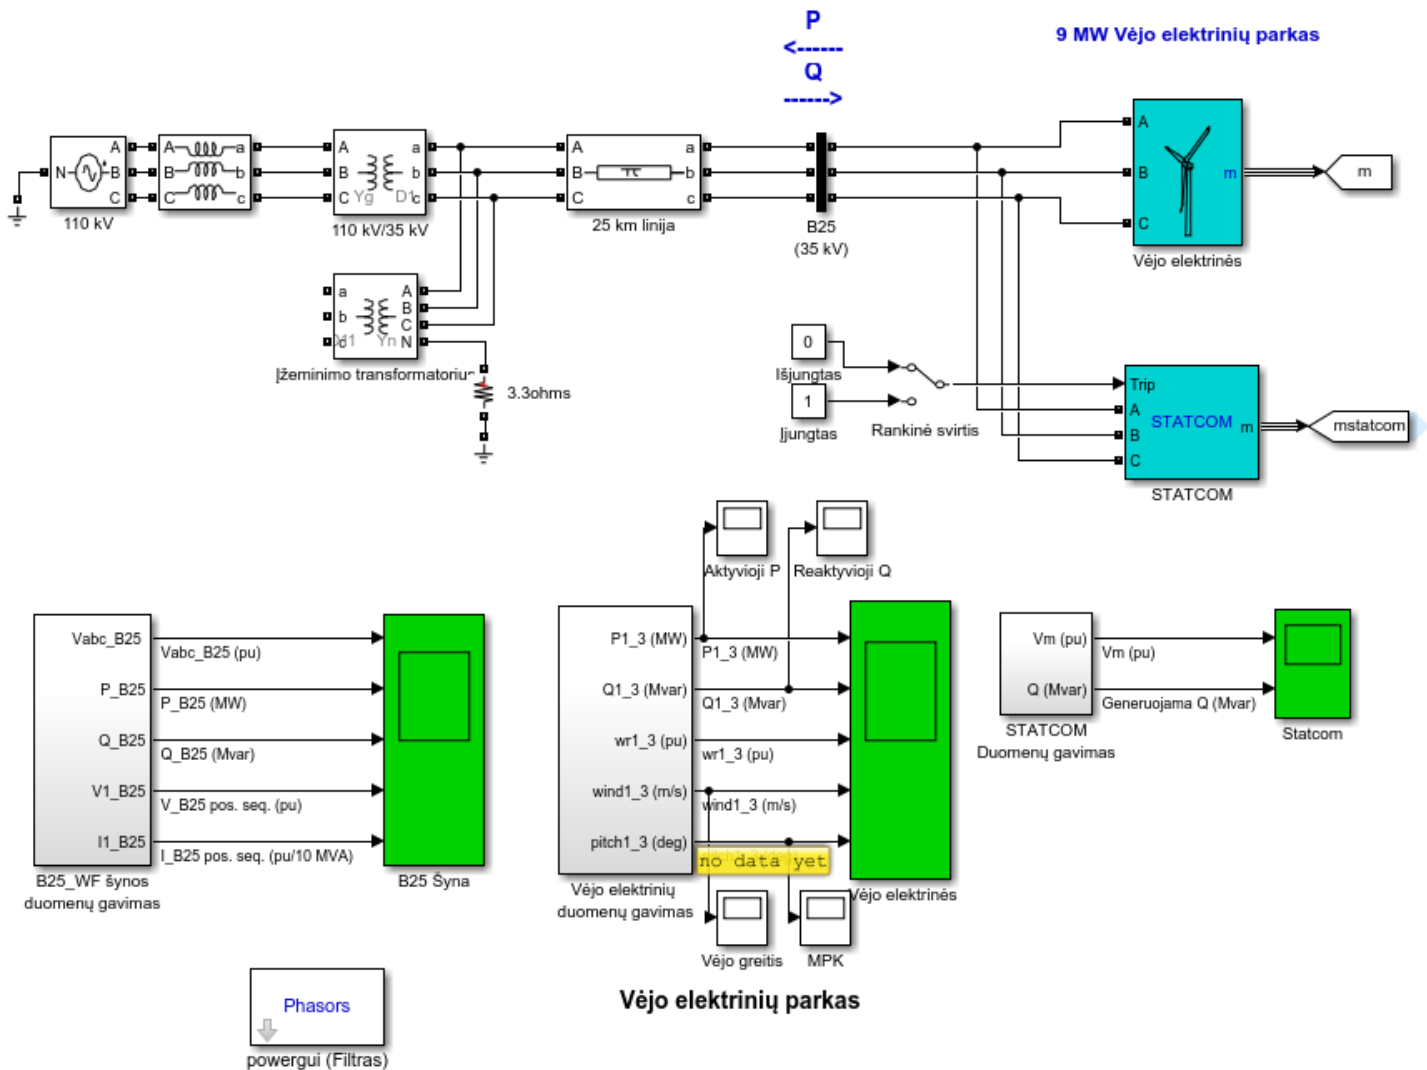 P
<------
Q
------>
9 MW Vėjo elektrinių parkas
N
A
B
C
110 kV
A
B
C
a
b
c
A
B
C
Yg
D1
a
b
c
110 kV/35 kV
A
B
C
a
b
c
25 km linija
B25
(35 kV)
A
B
C
m
Vėjo elektrinės
m
a
b
c
D1
Yn
A
B
C
N
Įžeminimo transformatorius
3.3ohms
0
Išjungtas
1
Įjungtas
Rankinė svirtis
Trip
A
B
C
STATCOM
m
STATCOM
mstatcom
Aktyvioji P
Reaktyvioji Q
Vabc_B25
P_B25
Q_B25
V1_B25
I1_B25
Vabc_B25 (pu)
P_B25 (MW)
Q_B25 (Mvar)
V_B25 pos. seq. (pu)
I_B25 pos. seq. (pu/10 MVA)
B25_WF šynos
duomenų gavimas
B25 Šyna
P1_3 (MW)
Q1_3 (Mvar)
wr1_3 (pu)
wind1_3 (m/s)
pitch1_3 (deg)
P1_3 (MW)
Q1_3 (Mvar)
wr1_3 (pu)
wind1_3 (m/s)
no data yet
Vėjo elektrinių
duomenų gavimas
Vėjo elektrinės
Vėjo greitis
MPK
Vm (pu)
Q (Mvar)
Vm (pu)
Generuojama Q (Mvar)
STATCOM
Duomenų gavimas
Statcom
Phasors
powergui (Filtras)
Vėjo elektrinių parkas